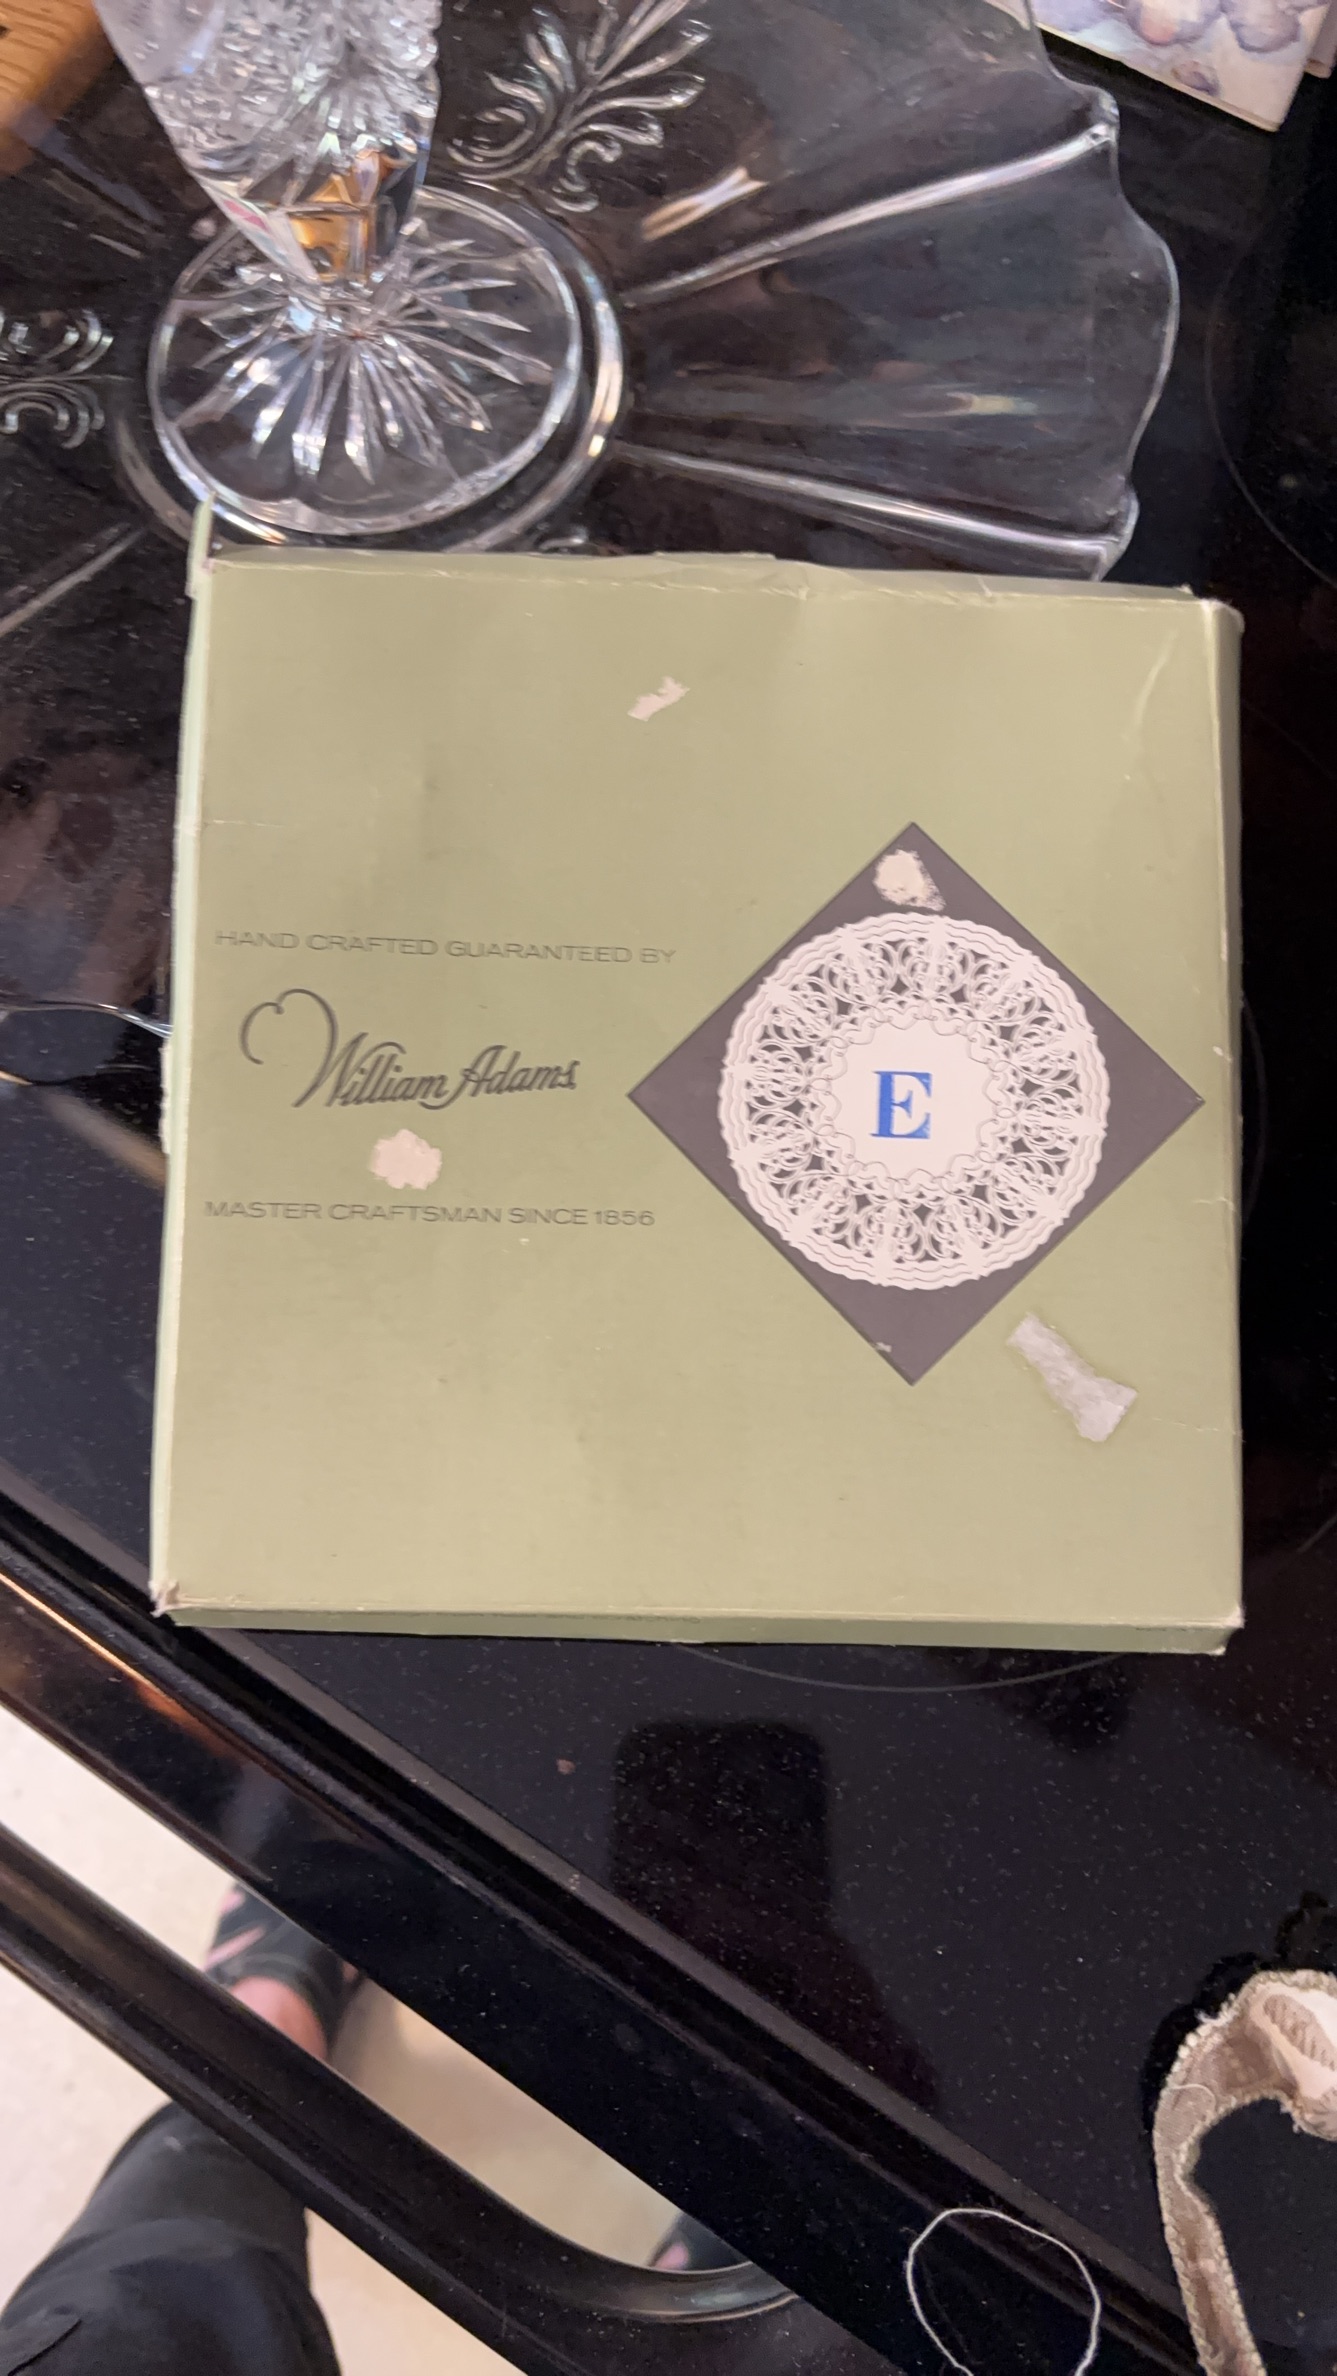 HAND CRAFTED GUARANTEED BY
William Adams
MASTER CRAFTSMAN SINCE 1856
E